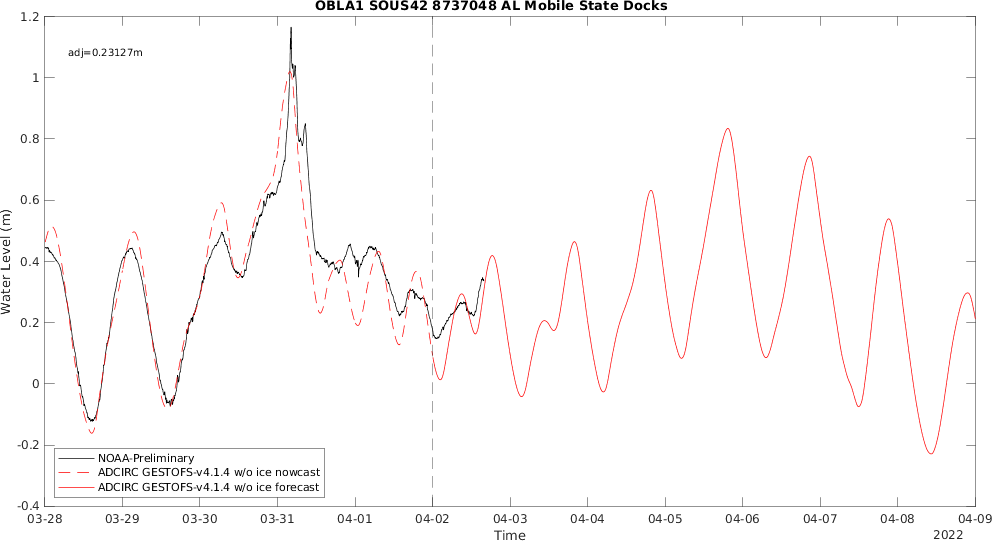 OBLA1 SOUS42 8737048 AL Mobile State Docks
adj=0.23127m
1.2
1
0.8
0.6
0.4
0.2
0
-0.2
-0.4
Water Level (m)
NOAA-Preliminary
ADCIRC GESTOFS-v4.1.4 w/o ice nowcast
ADCIRC GESTOFS-v4.1.4 w/o ice forecast
03-28 03-29 03-30 03-31 04-01 04-02 04-03 04-04 04-05 04-06 04-07 04-08 04-09
Time
2022